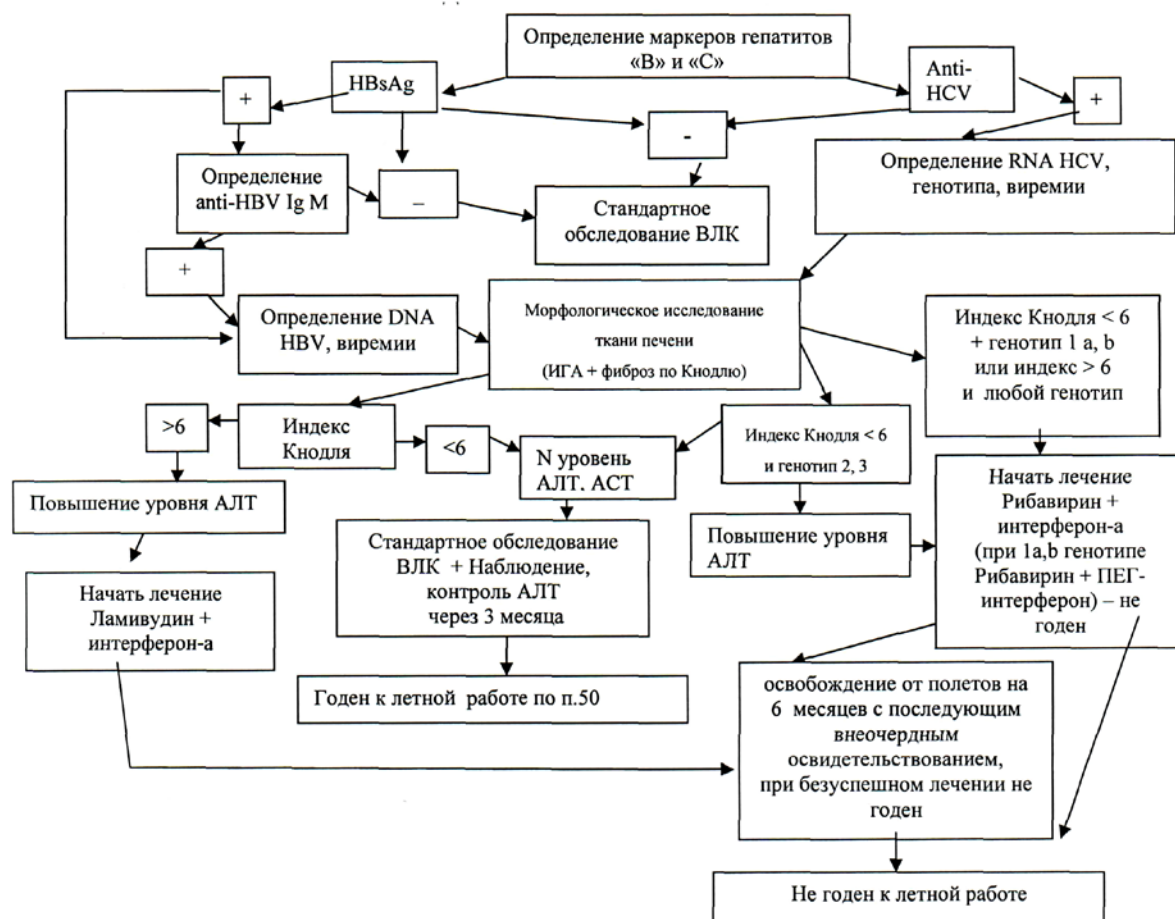 Определение маркеров гепатитов
«В» и «С»
HBsAg
Anti-
HCV
+
+
-
Определение
anti-HBV Ig M
–
Стандартное
обследование ВЛК
Определение RNA HCV,
генотипа, виремии
+
Определение DNA
HBV, виремии
Морфологическое исследование
ткани печени
(ИГА + фиброз по Кнодлю)
Индекс Кнодля < 6
+ генотип 1 a, b
или индекс > 6
и любой генотип
>6
Индекс
Кнодля
<6
N уровень
АЛТ. АСТ
Индекс Кнодля < 6
и генотип 2, 3
Повышение уровня АЛТ
Стандартное обследование
ВЛК + Наблюдение,
контроль АЛТ
через 3 месяца
Повышение уровня
АЛТ
Начать лечение
Рибавирин +
интерферон-а
(при 1a,b генотипе
Рибавирин + ПЕГ-
интерферон) – не
годен
Начать лечение
Ламивудин +
интерферон-а
Годен к летной работе по п.50
освобождение от полетов на
6 месяцев с последующим
внеочердным
освидетельствованием,
при безуспешном лечении не
годен
Не годен к летной работе